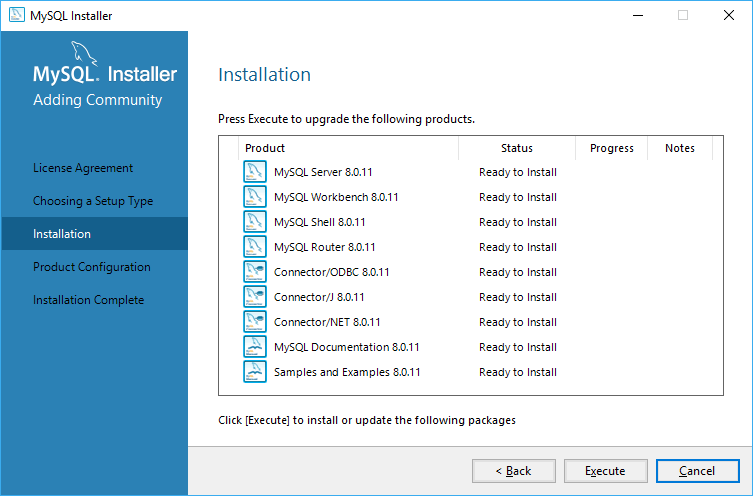 MySQL Installer
MySQL. Installer
Adding Community
License Agreement
Choosing a Setup Type
Installation
Product Configuration
Installation Complete
Installation
Press Execute to upgrade the following products.
Product Status Progress Notes
MySQL Server 8.0.11 Ready to Install
MySQL Workbench 8.0.11 Ready to Install
MySQL Shell 8.0.11 Ready to Install
MySQL Router 8.0.11 Ready to Install
Connector/ODBC 8.0.11 Ready to Install
Connector/J 8.0.11 Ready to Install
Connector/NET 8.0.11 Ready to Install
MySQL Documentation 8.0.11 Ready to Install
Samples and Examples 8.0.11 Ready to Install
Click [Execute] to install or update the following packages
< Back Execute Cancel